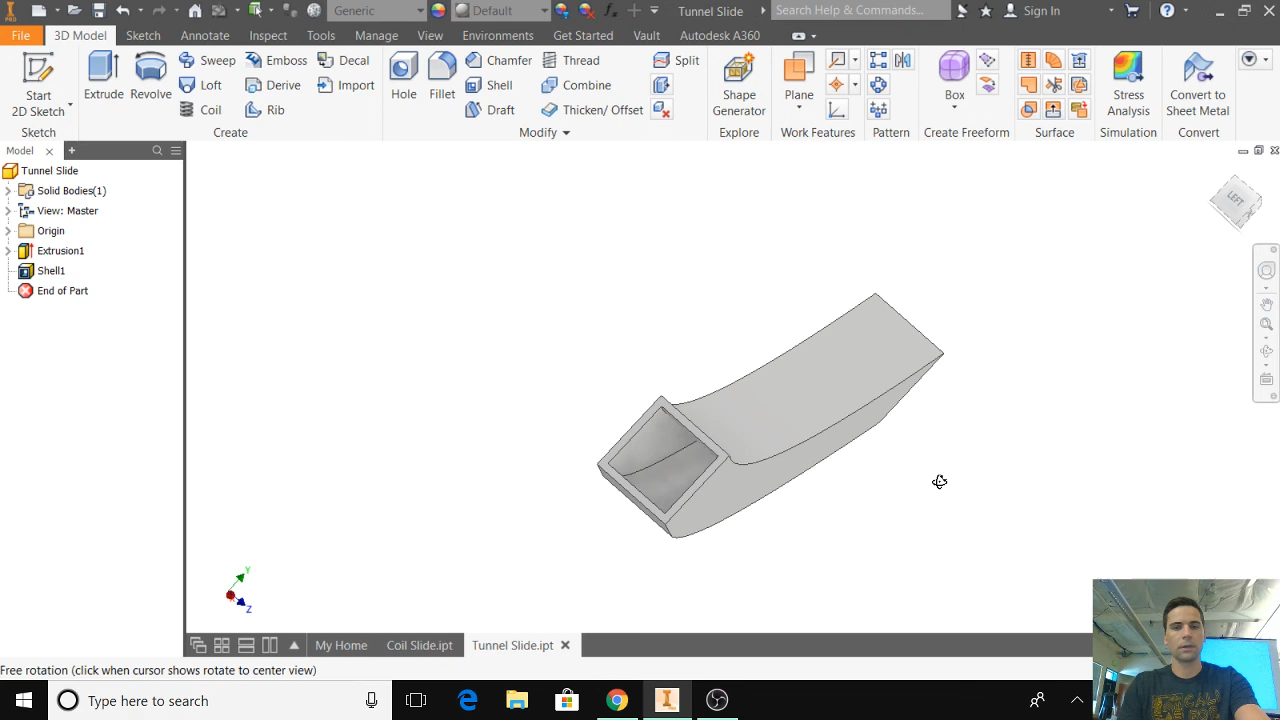 PRO
Generic
Default
Tunnel Slide
Search Help & Commands...
Sign In
File
3D Model
Sketch
Annotate
Inspect
Tools
Manage
View
Environments
Get Started
Vault
Autodesk A360
Start
2D Sketch
Sketch
Extrude
Revolve
Sweep
Loft
Coil
Emboss
Derive
Rib
Decal
Import
Create
Hole
Fillet
Chamfer
Shell
Draft
Thread
Combine
Thicken/ Offset
Split
Modify
Shape
Generator
Explore
Plane
Work Features
Pattern
Box
Create Freeform
Surface
Stress
Analysis
Simulation
Convert to
Sheet Metal
Convert
Model
Tunnel Slide
Solid Bodies(1)
View: Master
Origin
Extrusion1
Shell1
End of Part
LEFT
Y
Z
My Home
Coil Slide.ipt
Tunnel Slide.ipt
Free rotation (click when cursor shows rotate to center view)
Type here to search